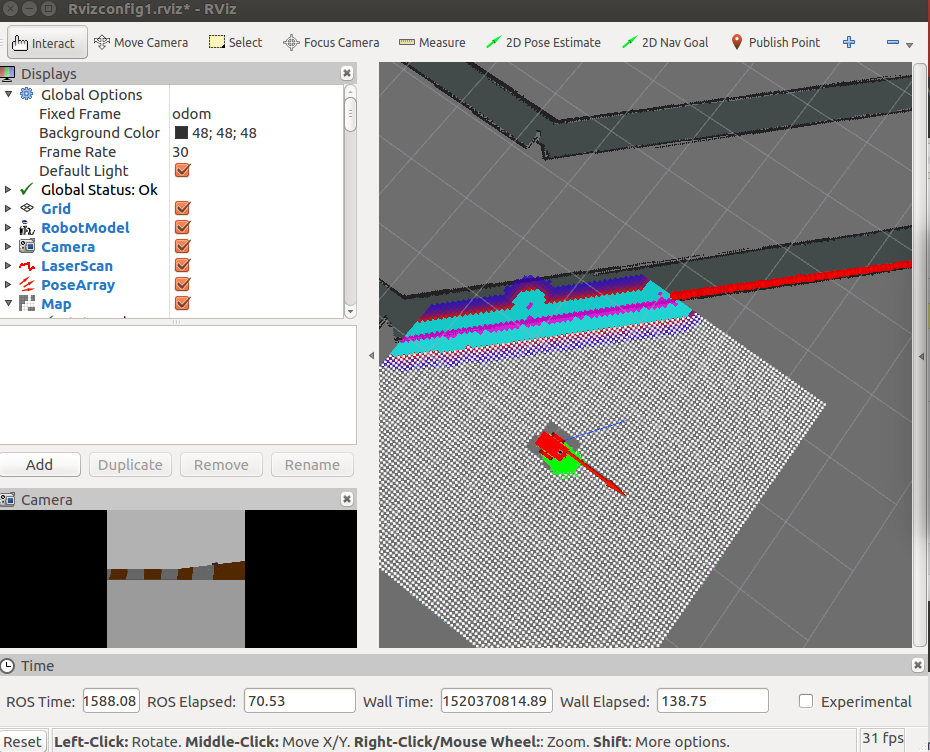 Rvizconfig1.rviz* - RViz
Interact Move Camera Select Focus Camera Measure 2D Pose Estimate 2D Nav Goal Publish Point
Displays
Global Options
Fixed Frame odom
Background Color 48; 48; 48
Frame Rate 30
Default Light
Global Status: Ok
Grid
RobotModel
Camera
LaserScan
PoseArray
Map
Add Duplicate Remove Rename
Camera
Time
ROS Time: 1588.08 ROS Elapsed: 70.53 Wall Time: 1520370814.89 Wall Elapsed: 138.75 Experimental
Reset Left-Click: Rotate. Middle-Click: Move X/Y. Right-Click/Mouse Wheel:: Zoom. Shift: More options. 31 fps